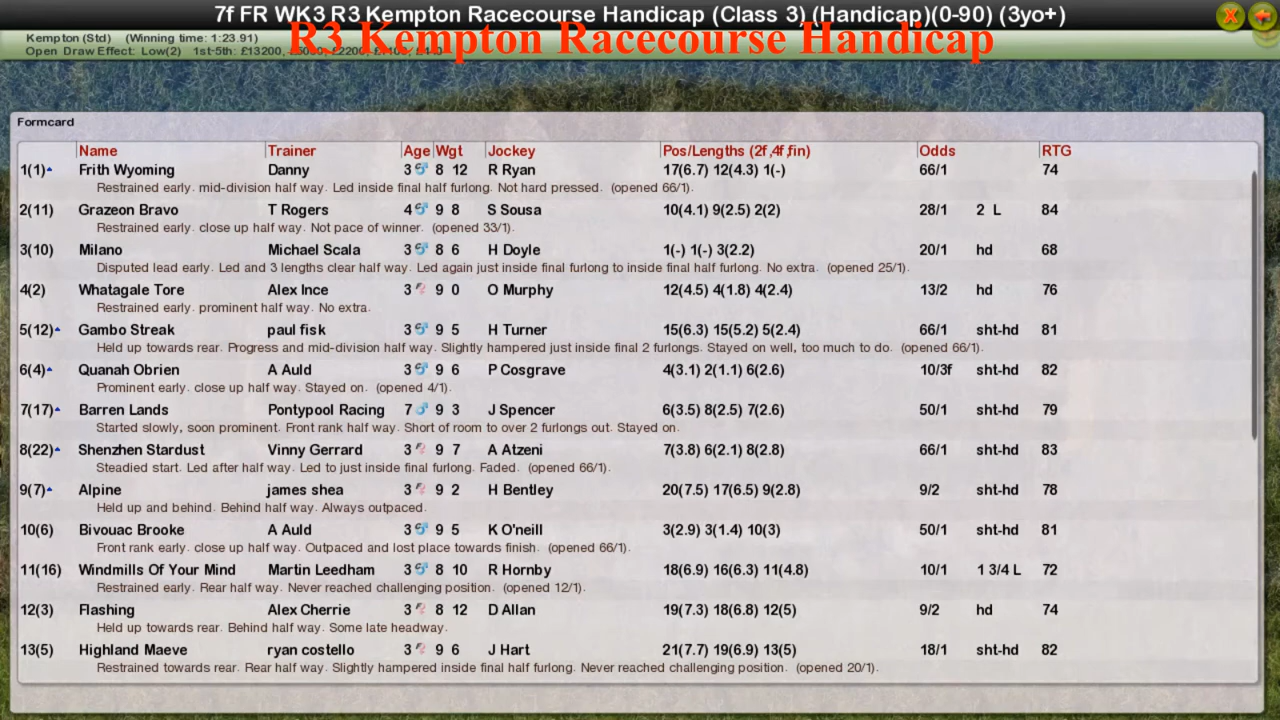 7f FR WK3 R3 Kempton Racecourse Handicap (Class 3) (Handicap)(0-90) (3yo+)
R3 Kempton Racecourse Handicap
Kempton (Std) (Winning time: 1:23.91)
Open Draw Effect: Low(2) 1st-5th: £13200,
Formcard
Name Trainer Age Wgt Jockey Pos/Lengths (2f,4f,fin) Odds RTG
1(1) Frith Wyoming Danny 3 8 12 R Ryan 17(6.7) 12(4.3) 1(-) 66/1 74
Restrained early. mid-division half way. Led inside final half furlong. Not hard pressed. (opened 66/1).
2(11) Grazeon Bravo T Rogers 4 9 8 S Sousa 10(4.1) 9(2.5) 2(2) 28/1 2 L 84
Restrained early. close up half way. Not pace of winner. (opened 33/1).
3(10) Milano Michael Scala 3 8 6 H Doyle 1(-) 1(-) 3(2.2) 20/1 hd 68
Disputed lead early. Led and 3 lengths clear half way. Led again just inside final furlong to inside final half furlong. No extra. (opened 25/1).
4(2) Whatagale Tore Alex Ince 3 9 0 O Murphy 12(4.5) 4(1.8) 4(2.4) 13/2 hd 76
Restrained early. prominent half way. No extra.
5(12) Gambo Streak paul fisk 3 9 5 H Turner 15(6.3) 15(5.2) 5(2.4) 66/1 sht-hd 81
Held up towards rear. Progress and mid-division half way. Slightly hampered just inside final 2 furlongs. Stayed on well, too much to do. (opened 66/1).
6(4) Quanah Obrien A Auld 3 9 6 P Cosgrave 4(3.1) 2(1.1) 6(2.6) 10/3f sht-hd 82
Prominent early. close up half way. Stayed on. (opened 4/1).
7(17) Barren Lands Pontypool Racing 7 9 3 J Spencer 6(3.5) 8(2.5) 7(2.6) 50/1 sht-hd 79
Started slowly, soon prominent. Front rank half way. Short of room to over 2 furlongs out. Stayed on.
8(22) Shenzhen Stardust Vinny Gerrard 3 9 7 A Atzeni 7(3.8) 6(2.1) 8(2.8) 66/1 sht-hd 83
Steadied start. Led after half way. Led to just inside final furlong. Faded. (opened 66/1).
9(7) Alpine james shea 3 9 2 H Bentley 20(7.5) 17(6.5) 9(2.8) 9/2 sht-hd 78
Held up and behind. Behind half way. Always outpaced.
10(6) Bivouac Brooke A Auld 3 9 5 K O'neill 3(2.9) 3(1.4) 10(3) 50/1 sht-hd 81
Front rank early. close up half way. Outpaced and lost place towards finish. (opened 66/1).
11(16) Windmills Of Your Mind Martin Leedham 3 8 10 R Hornby 18(6.9) 16(6.3) 11(4.8) 10/1 1 3/4 L 72
Restrained early. Rear half way. Never reached challenging position. (opened 12/1).
12(3) Flashing Alex Cherrie 3 8 12 D Allan 19(7.3) 18(6.8) 12(5) 9/2 hd 74
Held up towards rear. Behind half way. Some late headway.
13(5) Highland Maeve ryan costello 3 9 6 J Hart 21(7.7) 19(6.9) 13(5) 18/1 sht-hd 82
Restrained towards rear. Rear half way. Slightly hampered inside final half furlong. Never reached challenging position. (opened 20/1).